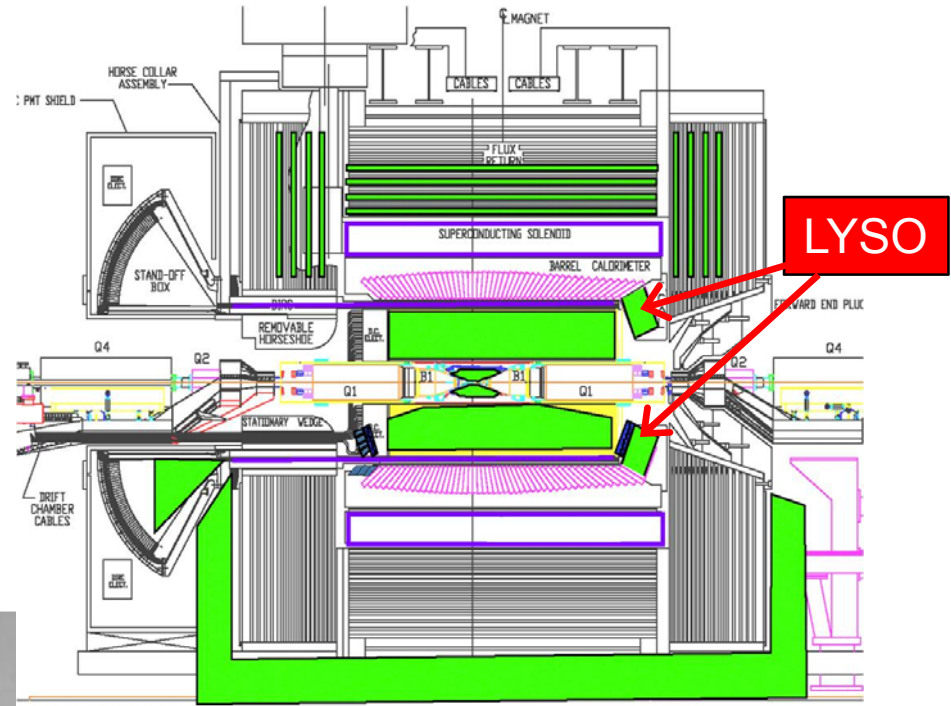 ℄ MAGNET
HORSE COLLAR
ASSEMBLY
CABLES
CABLES
PMT SHIELD
FLUX
RETURN
LYSO
SUPERCONDUCTING SOLENOID
BARREL CALORIMETER
STAND-OFF
BOX
DIRC
FORWARD END PLUG
REMOVABLE
HORSESHOE
Q4
Q2
B1
B1
Q2
Q4
Q1
Q1
STATIONARY WEDGE
DRIFT
CHAMBER
CABLES